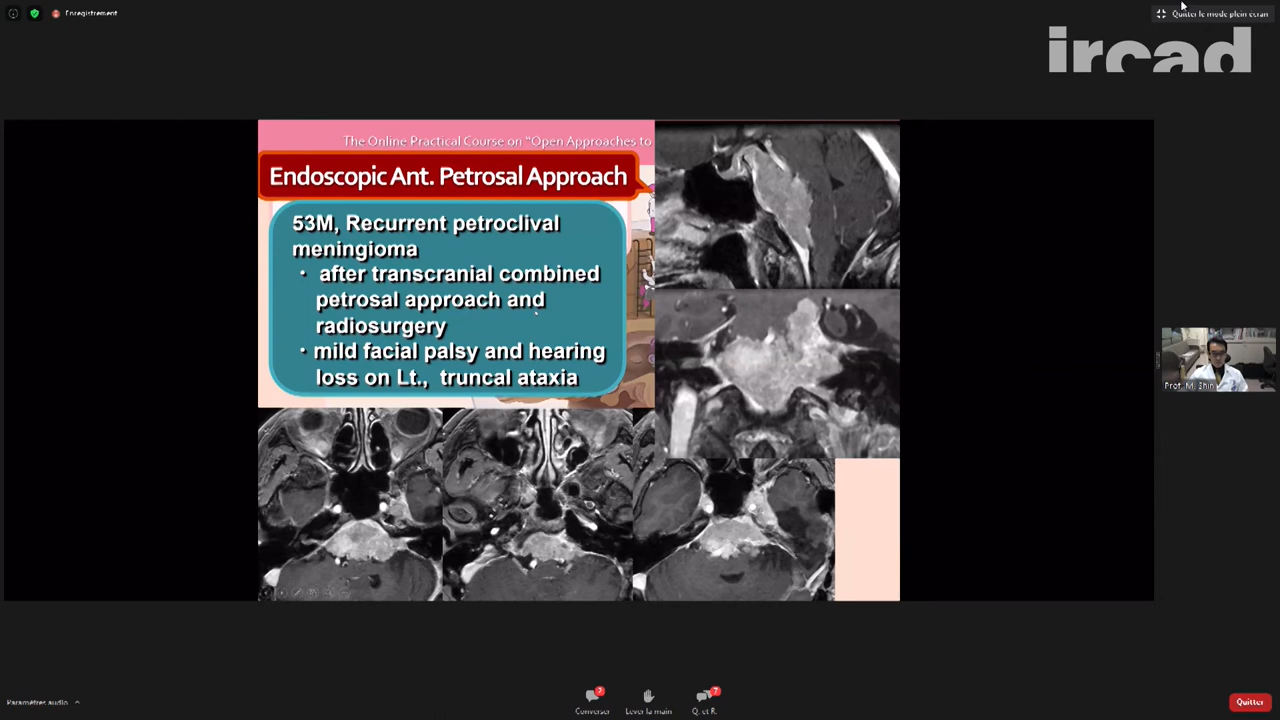 Enregistrement
Quitter le mode plein écran
ircad
The Online Practical Course on "Open Approaches to
Endoscopic Ant. Petrosal Approach
53M, Recurrent petroclival
meningioma
· after transcranial combined
petrosal approach and
radiosurgery
· mild facial palsy and hearing
loss on Lt., truncal ataxia
Prof. M. Shin
Paramètres audio
2
7
Converser
Lever la main
Q. et R.
Quitter